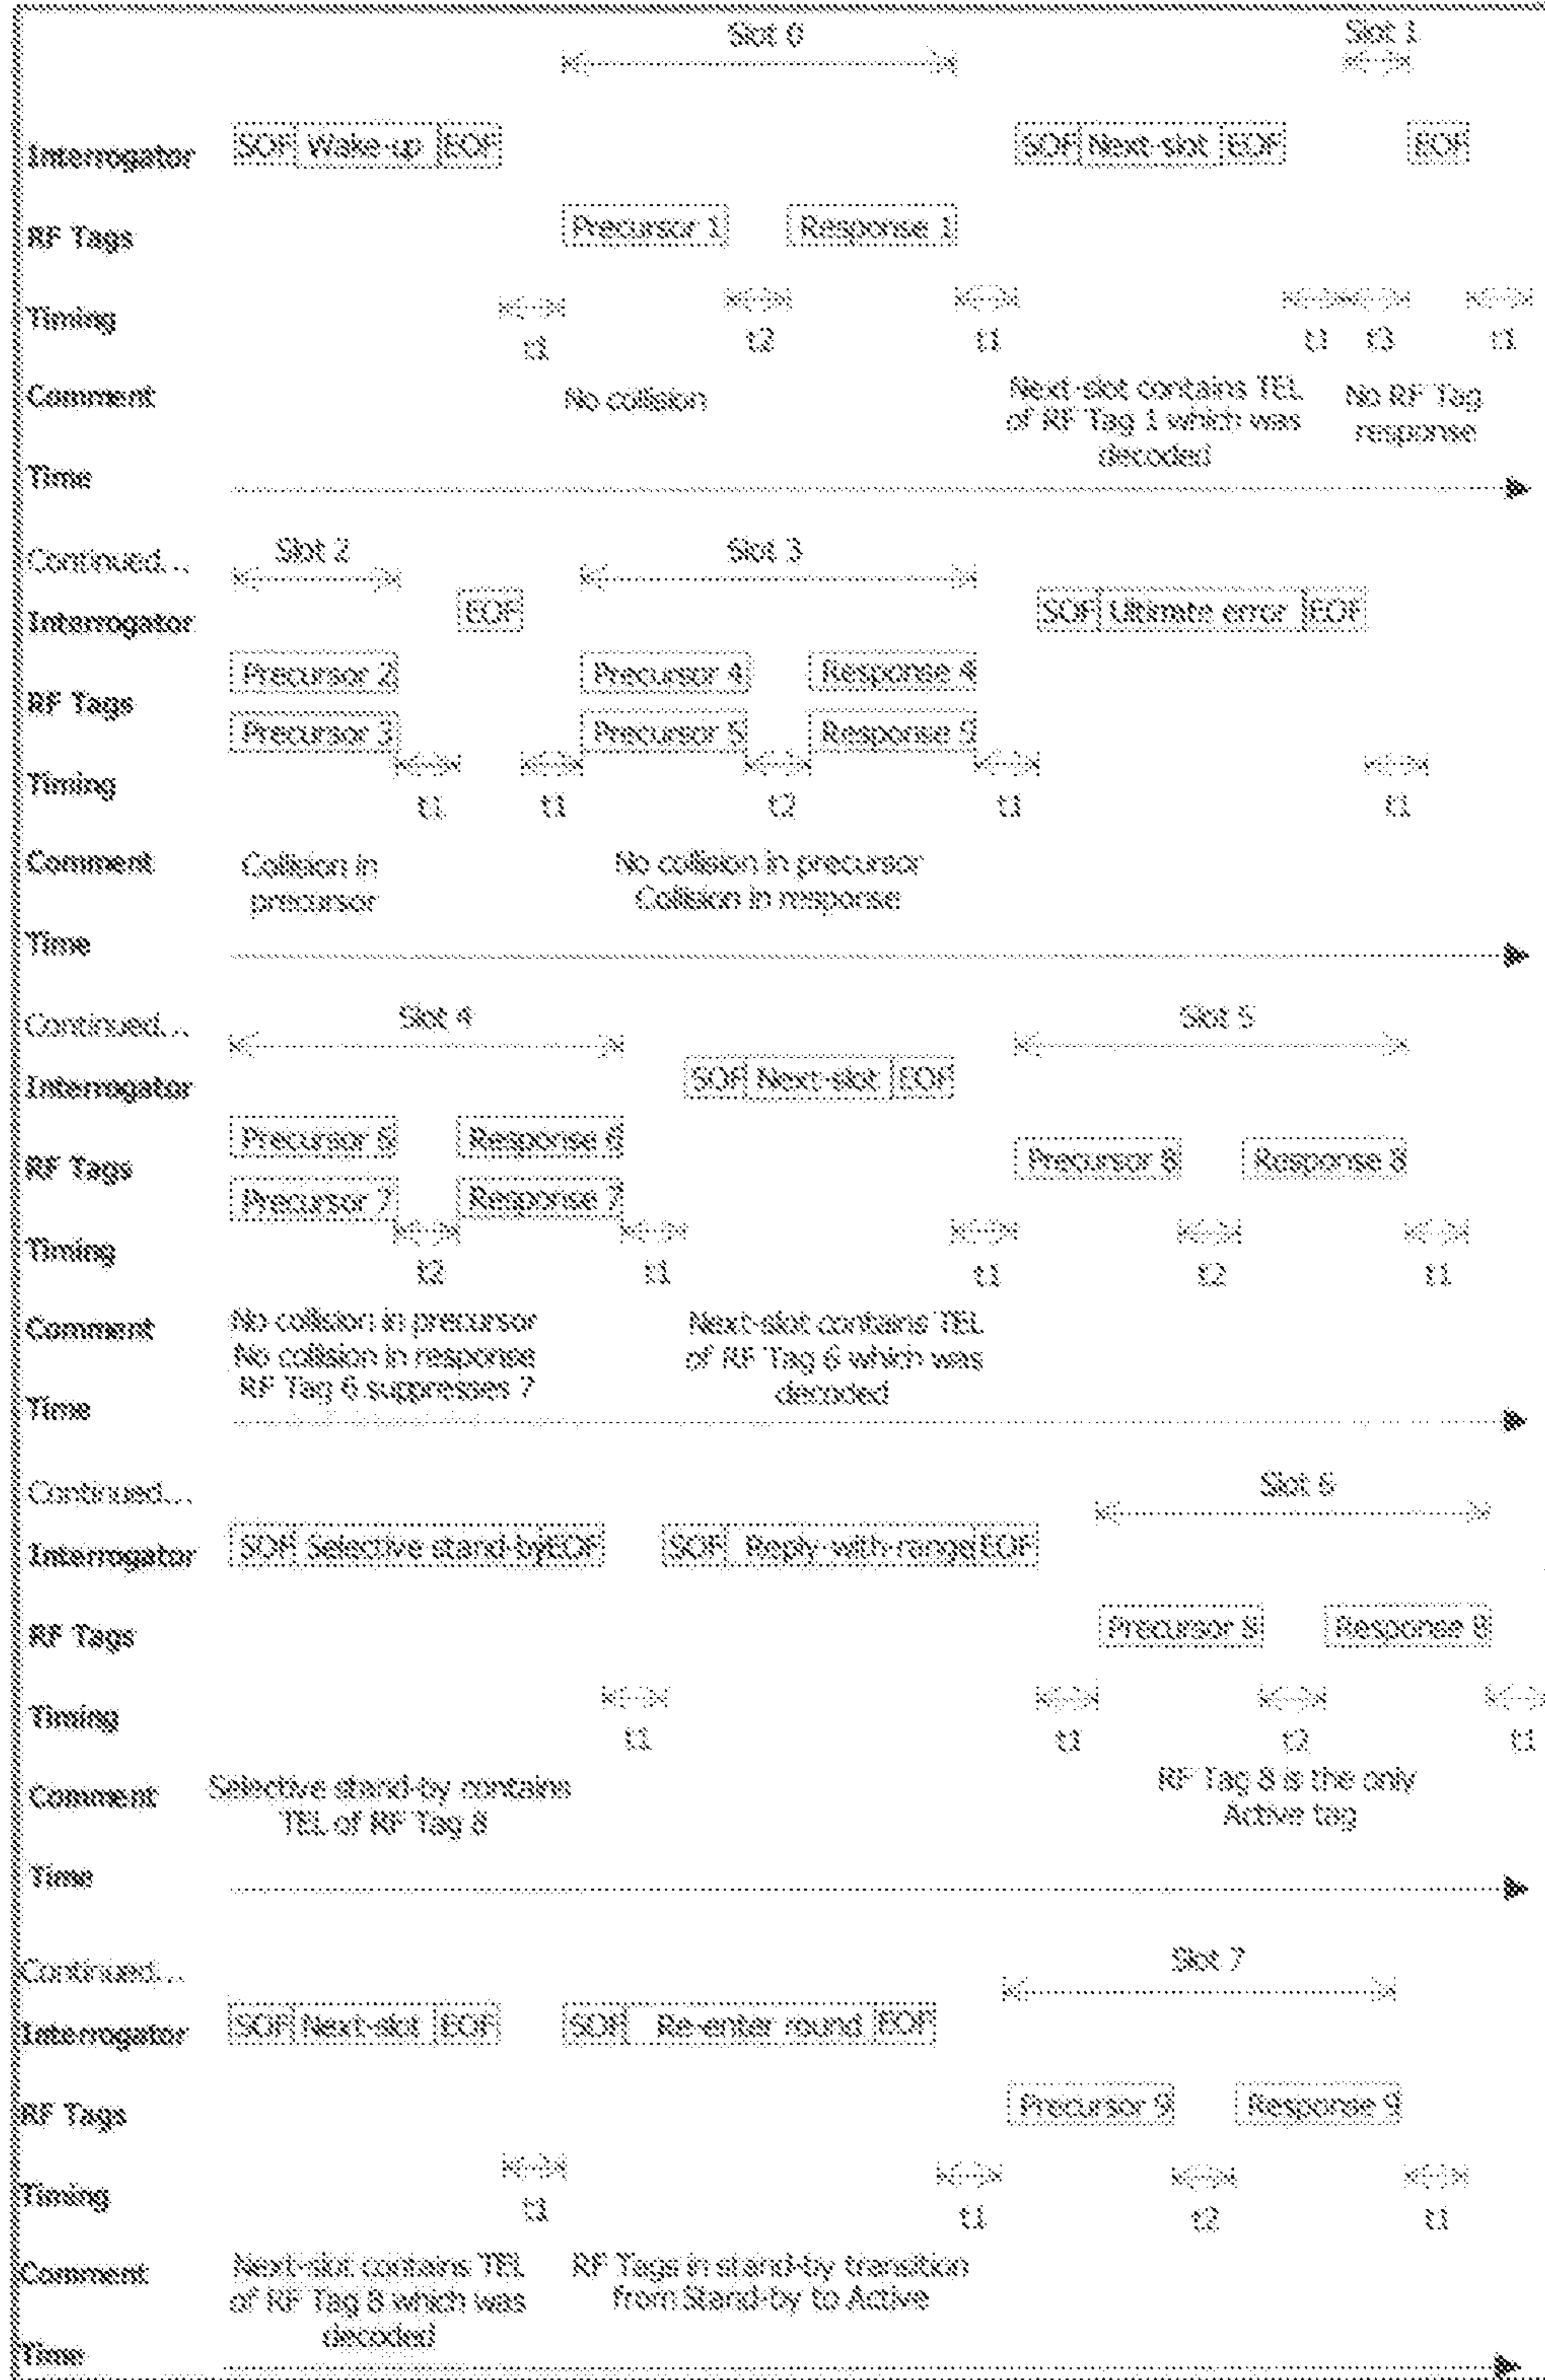 Slot 0 Slot 1
Interrogator SOF Wake-up EOF SOF Next-slot EOF EOF
RF Tags Precursor 1 Response 1
Timing t1 t2 t1 t1 t3 t1
Comment No collision Next-slot contains TEL No RF Tag
of RF Tag 1 which was response
decoded
Time
Continued... Slot 2 Slot 3
Interrogator EOF SOF Ultimate error EOF
Precursor 2 Precursor 4 Response 4
RF Tags
Precursor 3 Precursor 5 Response 5
Timing t1 t1 t2 t1 t1
Comment Collision in No collision in precursor
precursor Collision in response
Time
Continued... Slot 4 Slot 5
Interrogator SOF Next-slot EOF
Precursor 6 Response 6
RF Tags Precursor 8 Response 8
Precursor 7 Response 7
Timing t2 t1 t1 t2 t1
Comment No collision in precursor Next-slot contains TEL
No collision in response of RF Tag 6 which was
RF Tag 6 suppresses 7 decoded
Time
Continued... Slot 6
Interrogator SOF Selective stand-by EOF SOF Reply-with-range EOF
RF Tags Precursor 8 Response 8
Timing t1 t1 t2 t1
Comment Selective stand-by contains RF Tag 8 is the only
TEL of RF Tag 8 Active tag
Time
Continued... Slot 7
Interrogator SOF Next-slot EOF SOF Re-enter round EOF
RF Tags Precursor 9 Response 9
Timing t1 t1 t2 t1
Comment Next-slot contains TEL RF Tags in stand-by transition
of RF Tag 8 which was from Stand-by to Active
decoded
Time